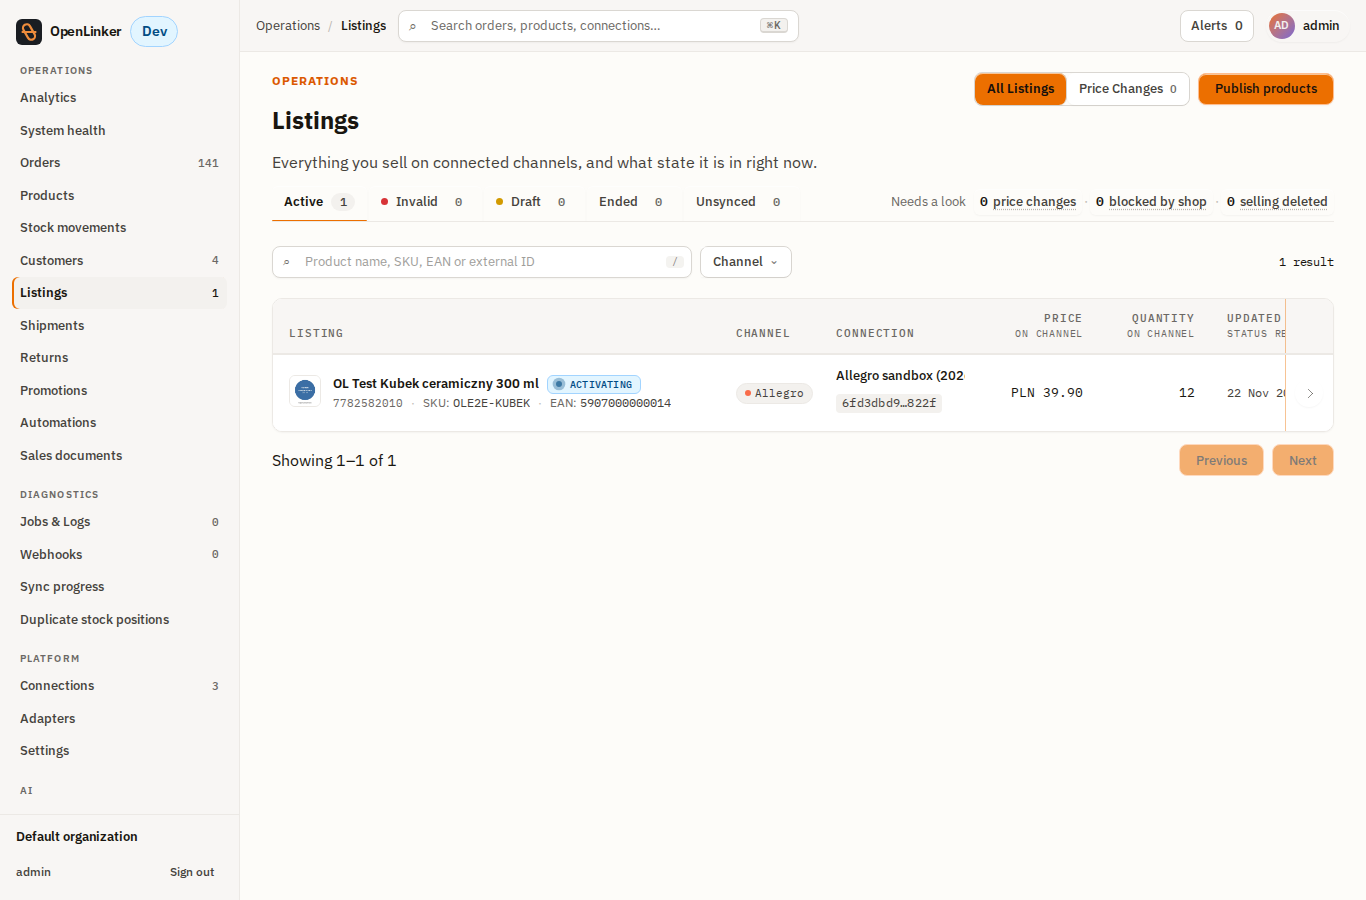 OpenLinker Dev
OPERATIONS
Analytics
System health
Orders 141
Products
Stock movements
Customers 4
Listings 1
Shipments
Returns
Promotions
Automations
Sales documents
DIAGNOSTICS
Jobs & Logs 0
Webhooks 0
Sync progress
Duplicate stock positions
PLATFORM
Connections 3
Adapters
Settings
AI
Default organization
admin Sign out
Operations / Listings
Search orders, products, connections... ⌘K
Alerts 0
AD admin
OPERATIONS
All Listings Price Changes 0 Publish products
Listings
Everything you sell on connected channels, and what state it is in right now.
Active 1 Invalid 0 Draft 0 Ended 0 Unsynced 0
Needs a look 0 price changes · 0 blocked by shop · 0 selling deleted
Product name, SKU, EAN or external ID /
Channel
1 result
LISTING CHANNEL CONNECTION PRICE ON CHANNEL QUANTITY ON CHANNEL UPDATED STATUS RE
OL Test Kubek ceramiczny 300 ml ACTIVATING
7782582010 · SKU: OLE2E-KUBEK · EAN: 5907000000014
Allegro
Allegro sandbox (202
6fd3dbd9…822f
PLN 39.90
12
22 Nov 20
Showing 1–1 of 1
Previous Next